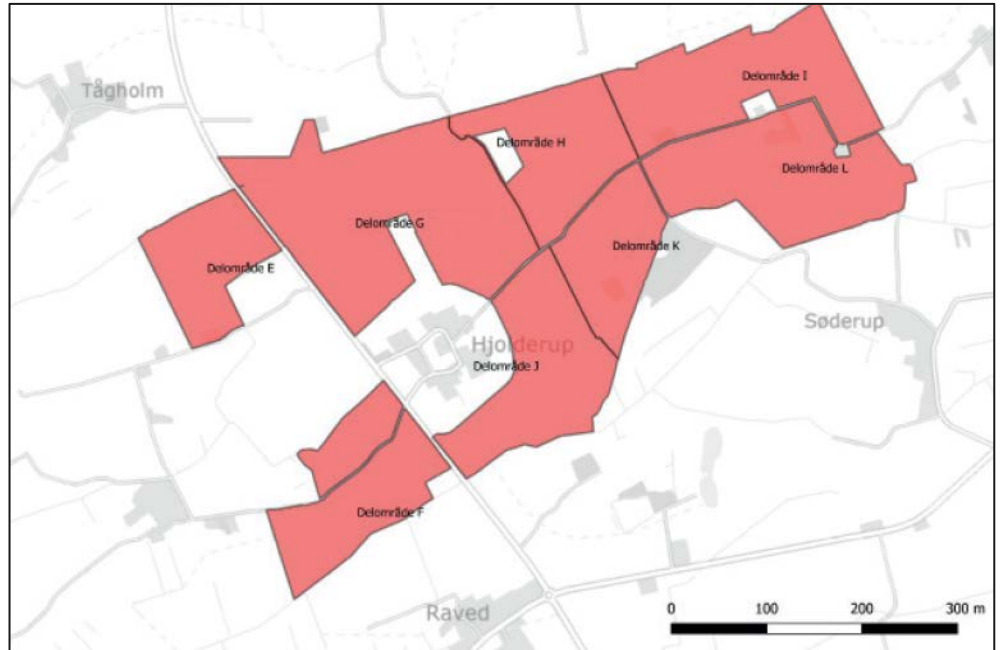 Delområde I
Tågholm
Delområde H
Delområde L
Delområde G
Delområde K
Delområde E
Søderup
Hjolderup
Delområde J
Delområde F
Raved
0 100 200 300 m